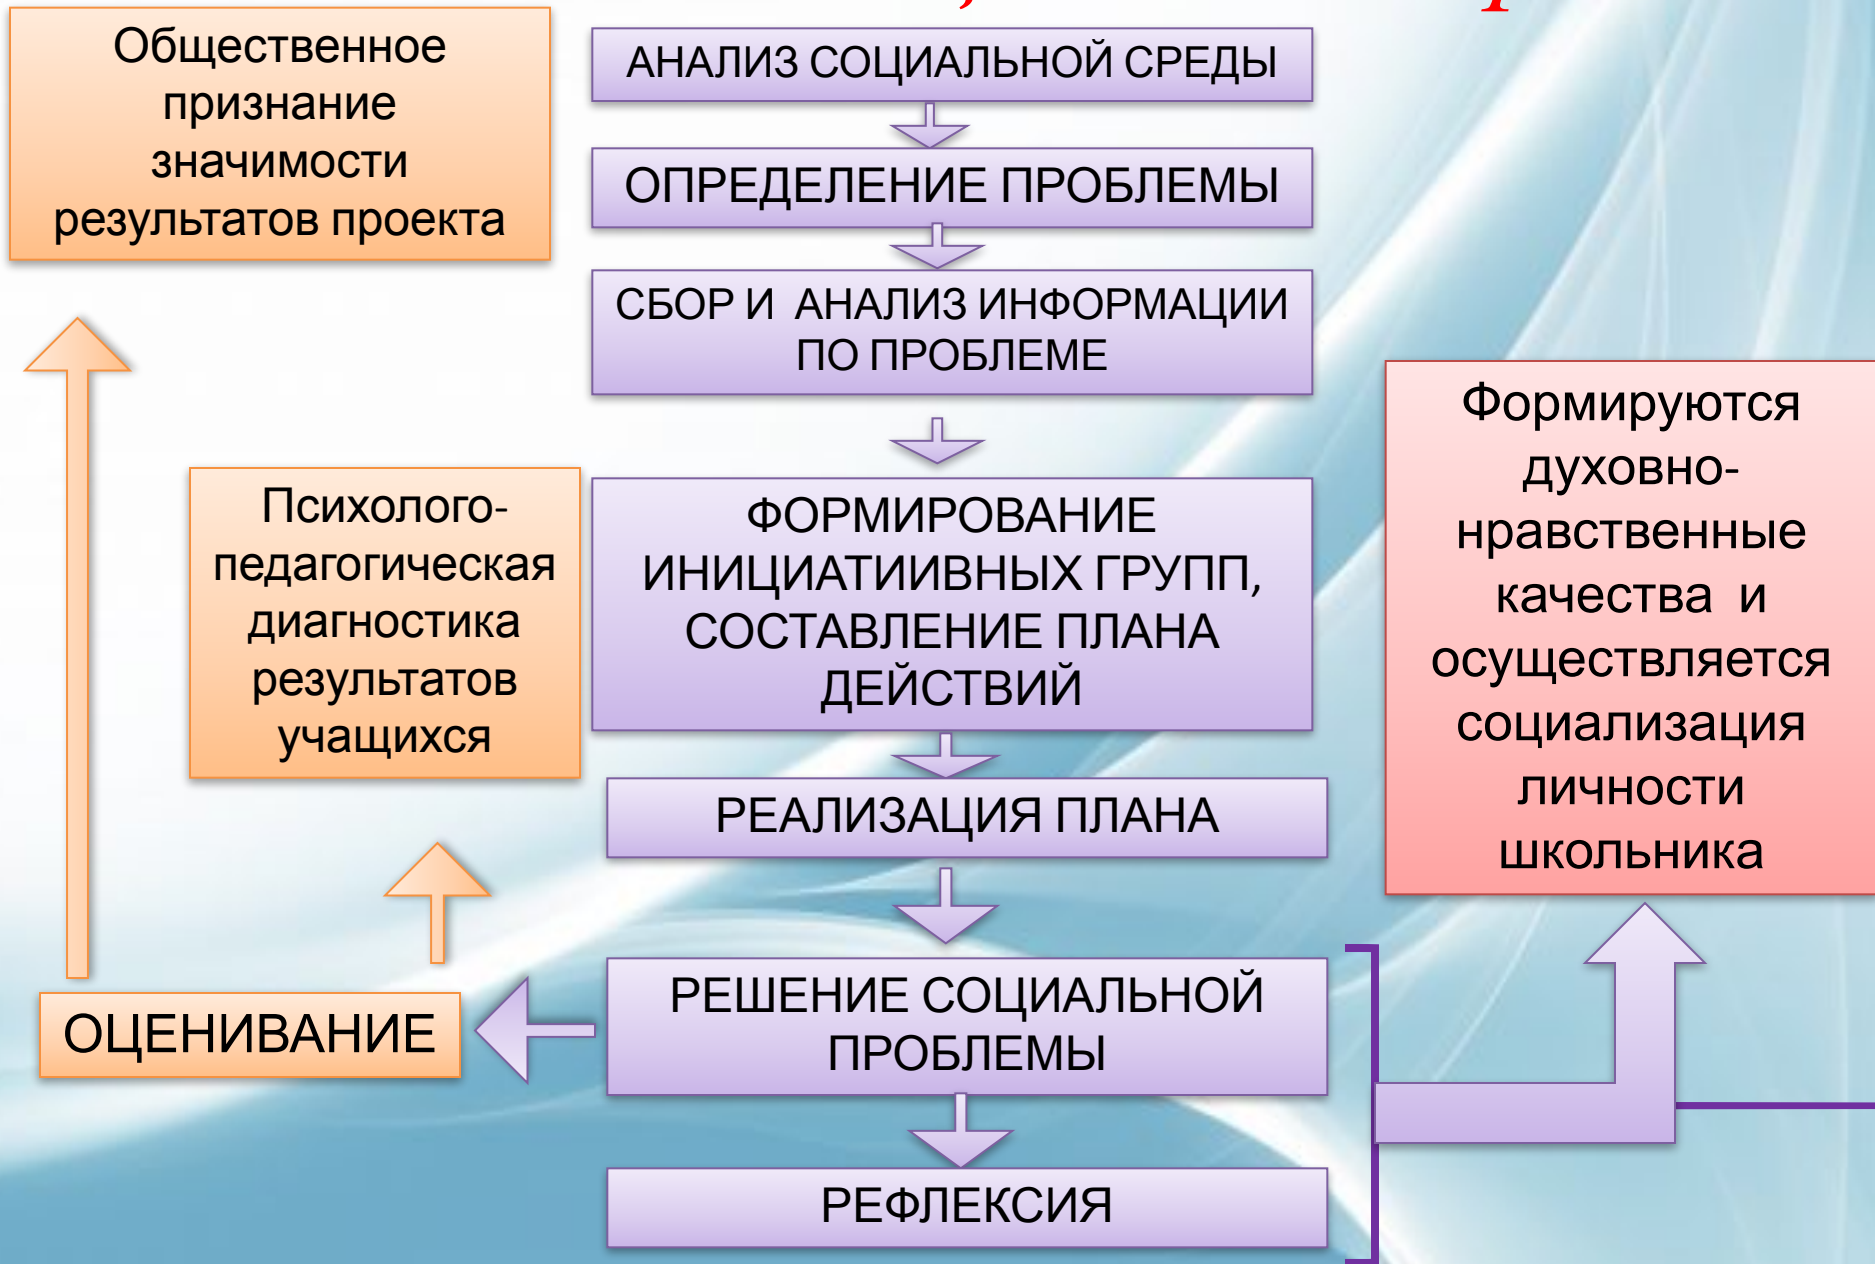 Общественное
признание
значимости
результатов проекта
АНАЛИЗ СОЦИАЛЬНОЙ СРЕДЫ
ОПРЕДЕЛЕНИЕ ПРОБЛЕМЫ
СБОР И АНАЛИЗ ИНФОРМАЦИИ
ПО ПРОБЛЕМЕ
Психолого-
педагогическая
диагностика
результатов
учащихся
ФОРМИРОВАНИЕ
ИНИЦИАТИИВНЫХ ГРУПП,
СОСТАВЛЕНИЕ ПЛАНА
ДЕЙСТВИЙ
Формируются
духовно-
нравственные
качества и
осуществляется
социализация
личности
школьника
РЕАЛИЗАЦИЯ ПЛАНА
РЕШЕНИЕ СОЦИАЛЬНОЙ
ПРОБЛЕМЫ
ОЦЕНИВАНИЕ
РЕФЛЕКСИЯ